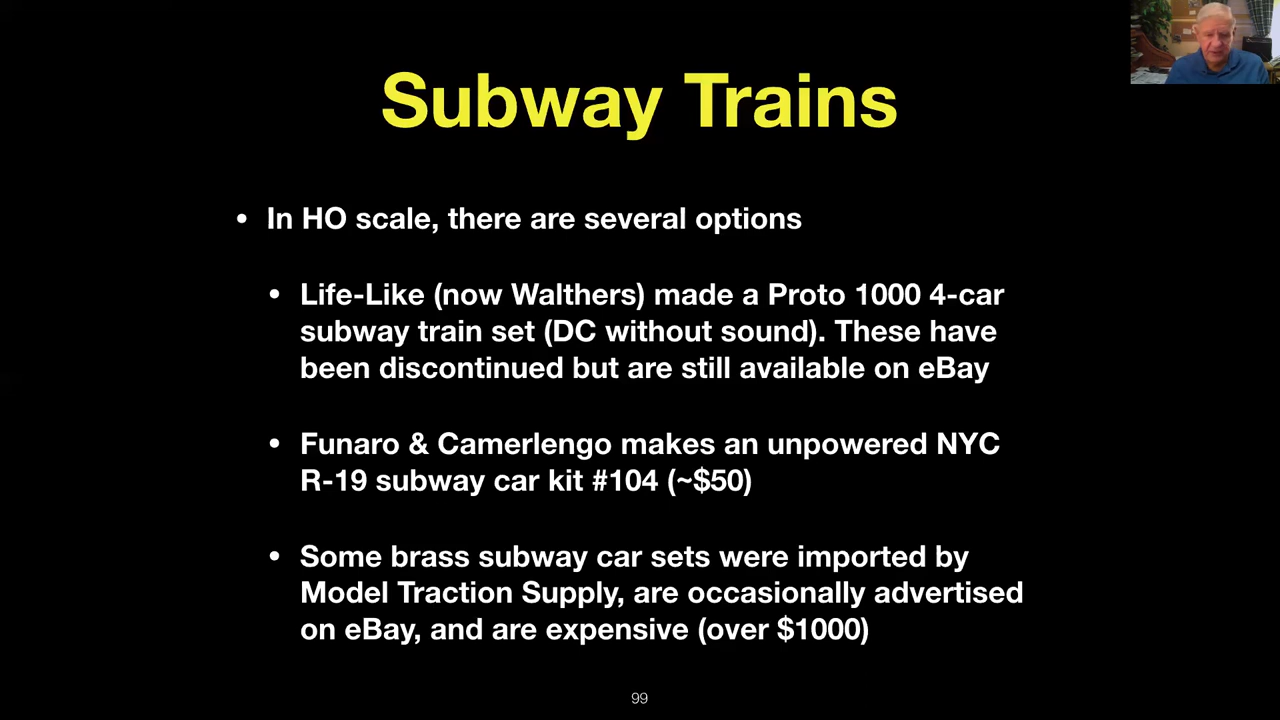 Subway Trains
• In HO scale, there are several options
• Life-Like (now Walthers) made a Proto 1000 4-car
subway train set (DC without sound). These have
been discontinued but are still available on eBay
• Funaro & Camerlengo makes an unpowered NYC
R-19 subway car kit #104 (~$50)
• Some brass subway car sets were imported by
Model Traction Supply, are occasionally advertised
on eBay, and are expensive (over $1000)
99